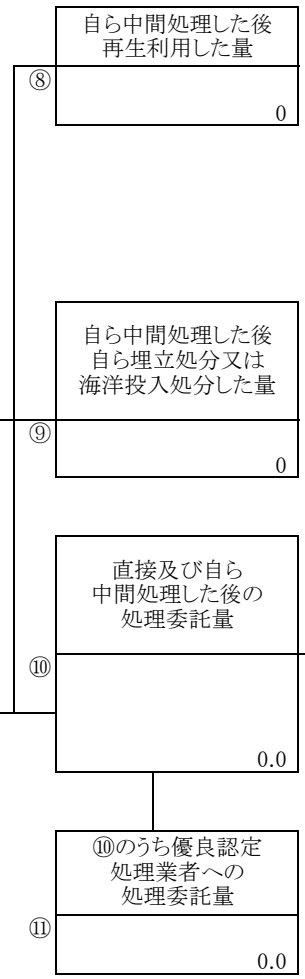 自ら中間処理した後
再生利用した量
⑧
0
自ら中間処理した後
自ら埋立処分又は
海洋投入処分した量
⑨
0
直接及び自ら
中間処理した後の
処理委託量
⑩
0.0
⑩のうち優良認定
処理業者への
処理委託量
⑪
0.0